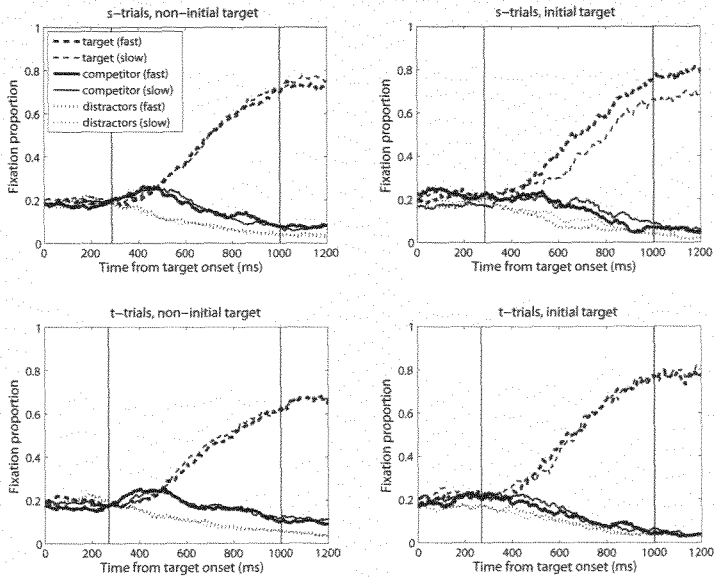 s-trials, non-initial target
target (fast)
target (slow)
competitor (fast)
competitor (slow)
distractors (fast)
distractors (slow)
1
0.8
0.6
0.4
0.2
0
Fixation proportion
0 200 400 600 800 1000 1200
Time from target onset (ms)
s-trials, initial target
1
0.8
0.6
0.4
0.2
0
Fixation proportion
0 200 400 600 800 1000 1200
Time from target onset (ms)
t-trials, non-initial target
1
0.8
0.6
0.4
0.2
0
Fixation proportion
0 200 400 600 800 1000 1200
Time from target onset (ms)
t-trials, initial target
1
0.8
0.6
0.4
0.2
0
Fixation proportion
0 200 400 600 800 1000 1200
Time from target onset (ms)